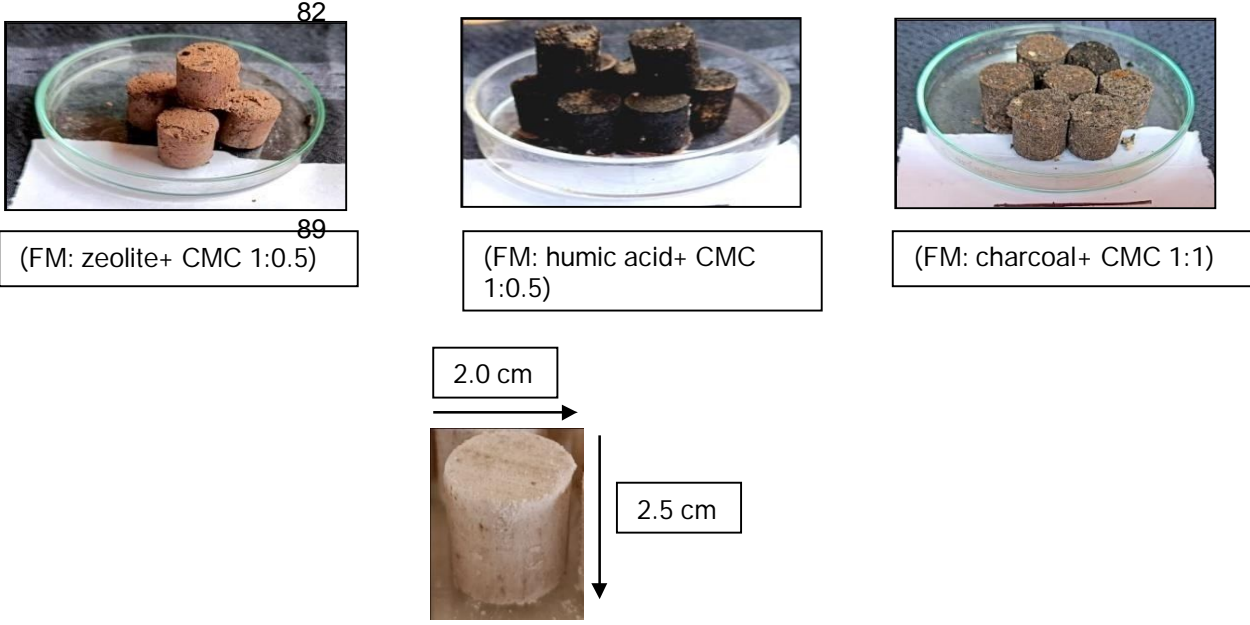 82
89
(FM: zeolite+ CMC 1:0.5)
(FM: humic acid+ CMC
1:0.5)
(FM: charcoal+ CMC 1:1)
2.0 cm
2.5 cm